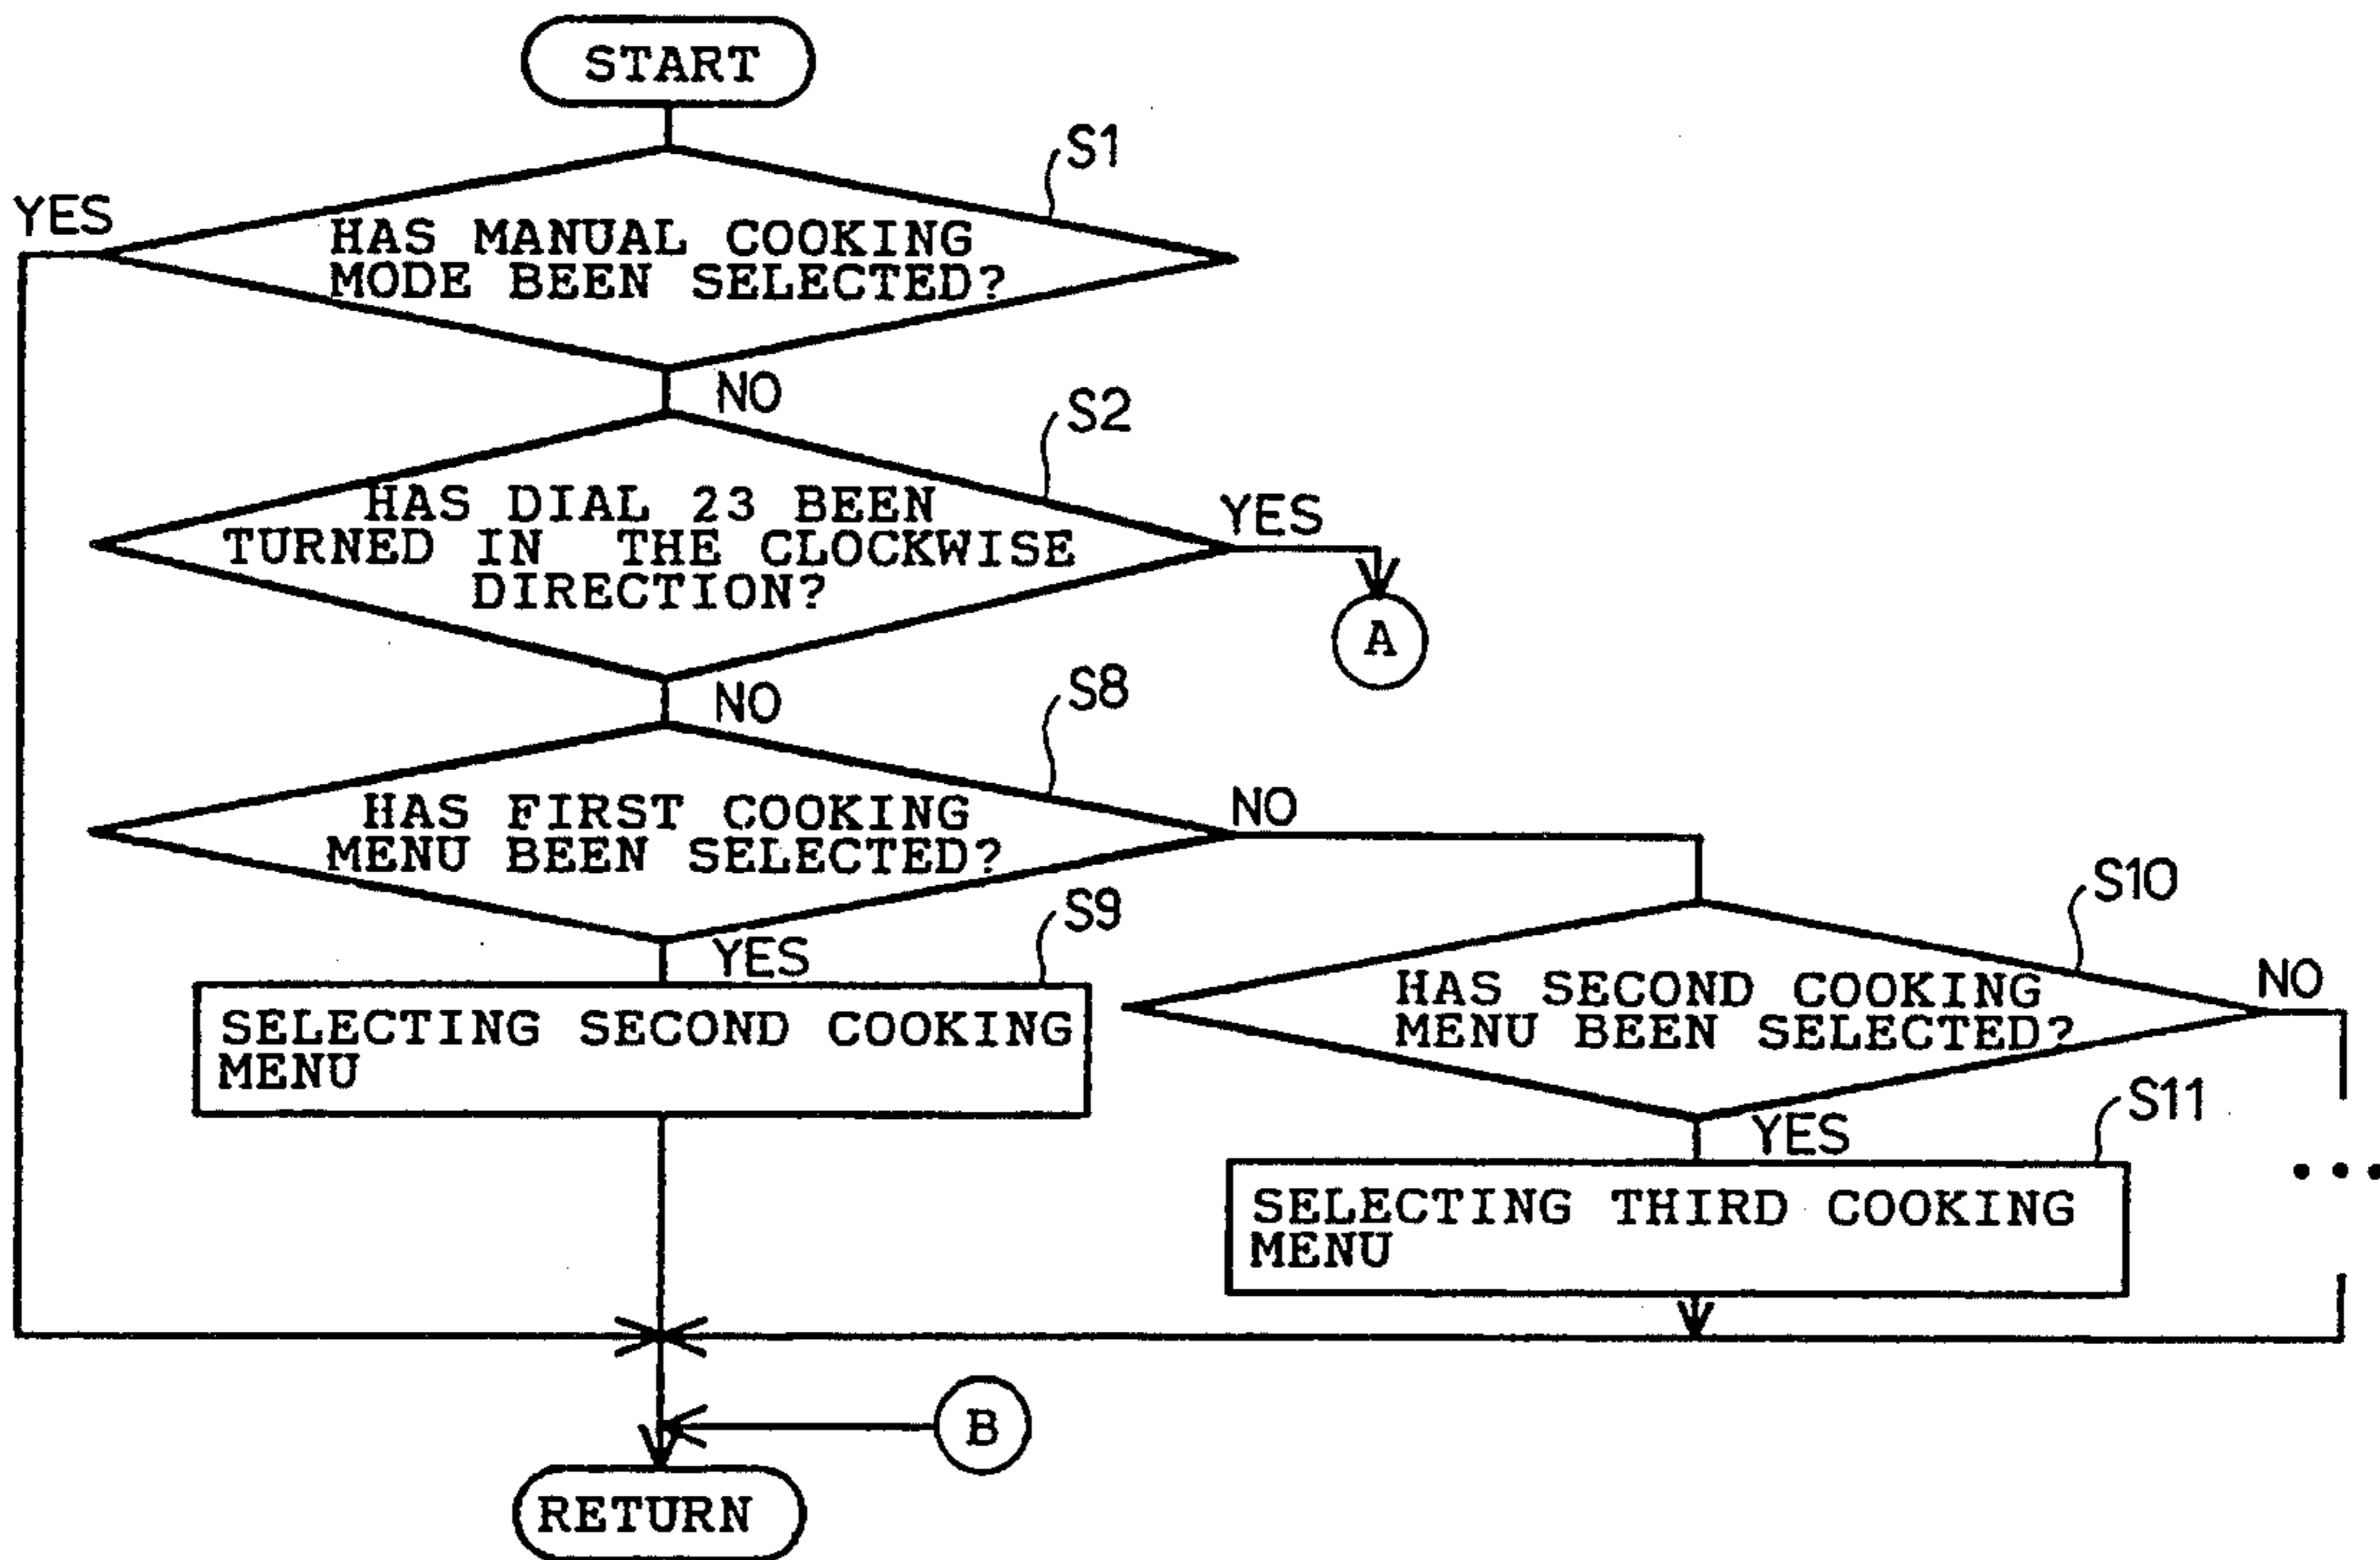 START
S1
YES
HAS MANUAL COOKING
MODE BEEN SELECTED?
NO
S2
HAS DIAL 23 BEEN
TURNED IN THE CLOCKWISE
DIRECTION?
YES
A
NO
S8
HAS FIRST COOKING
MENU BEEN SELECTED?
NO
YES
S9
SELECTING SECOND COOKING
MENU
S10
HAS SECOND COOKING
MENU BEEN SELECTED?
NO
YES
S11
SELECTING THIRD COOKING
MENU
...
B
RETURN